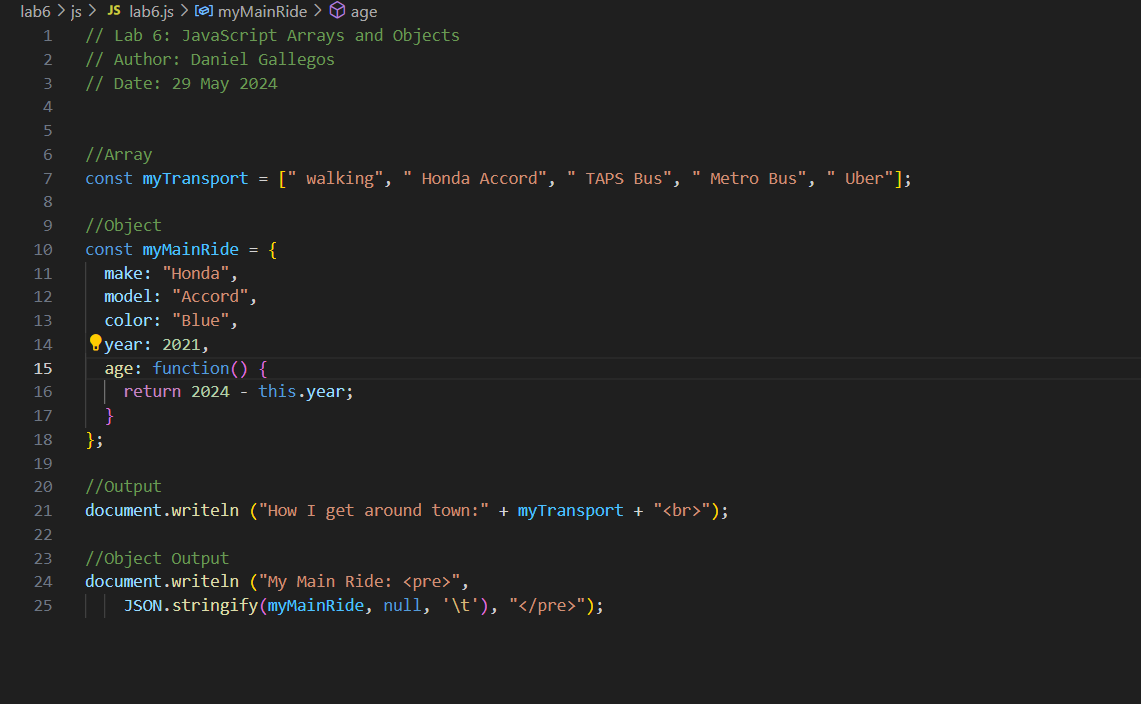 lab6 > js > JS lab6.js > myMainRide > age
1 // Lab 6: JavaScript Arrays and Objects
2 // Author: Daniel Gallegos
3 // Date: 29 May 2024
4
5
6 //Array
7 const myTransport = [" walking", " Honda Accord", " TAPS Bus", " Metro Bus", " Uber"];
8
9 //Object
10 const myMainRide = {
11   make: "Honda",
12   model: "Accord",
13   color: "Blue",
14   year: 2021,
15   age: function() {
16     return 2024 - this.year;
17   }
18 };
19
20 //Output
21 document.writeln ("How I get around town:" + myTransport + "<br>");
22
23 //Object Output
24 document.writeln ("My Main Ride: <pre>",
25     JSON.stringify(myMainRide, null, '\t'), "</pre>");